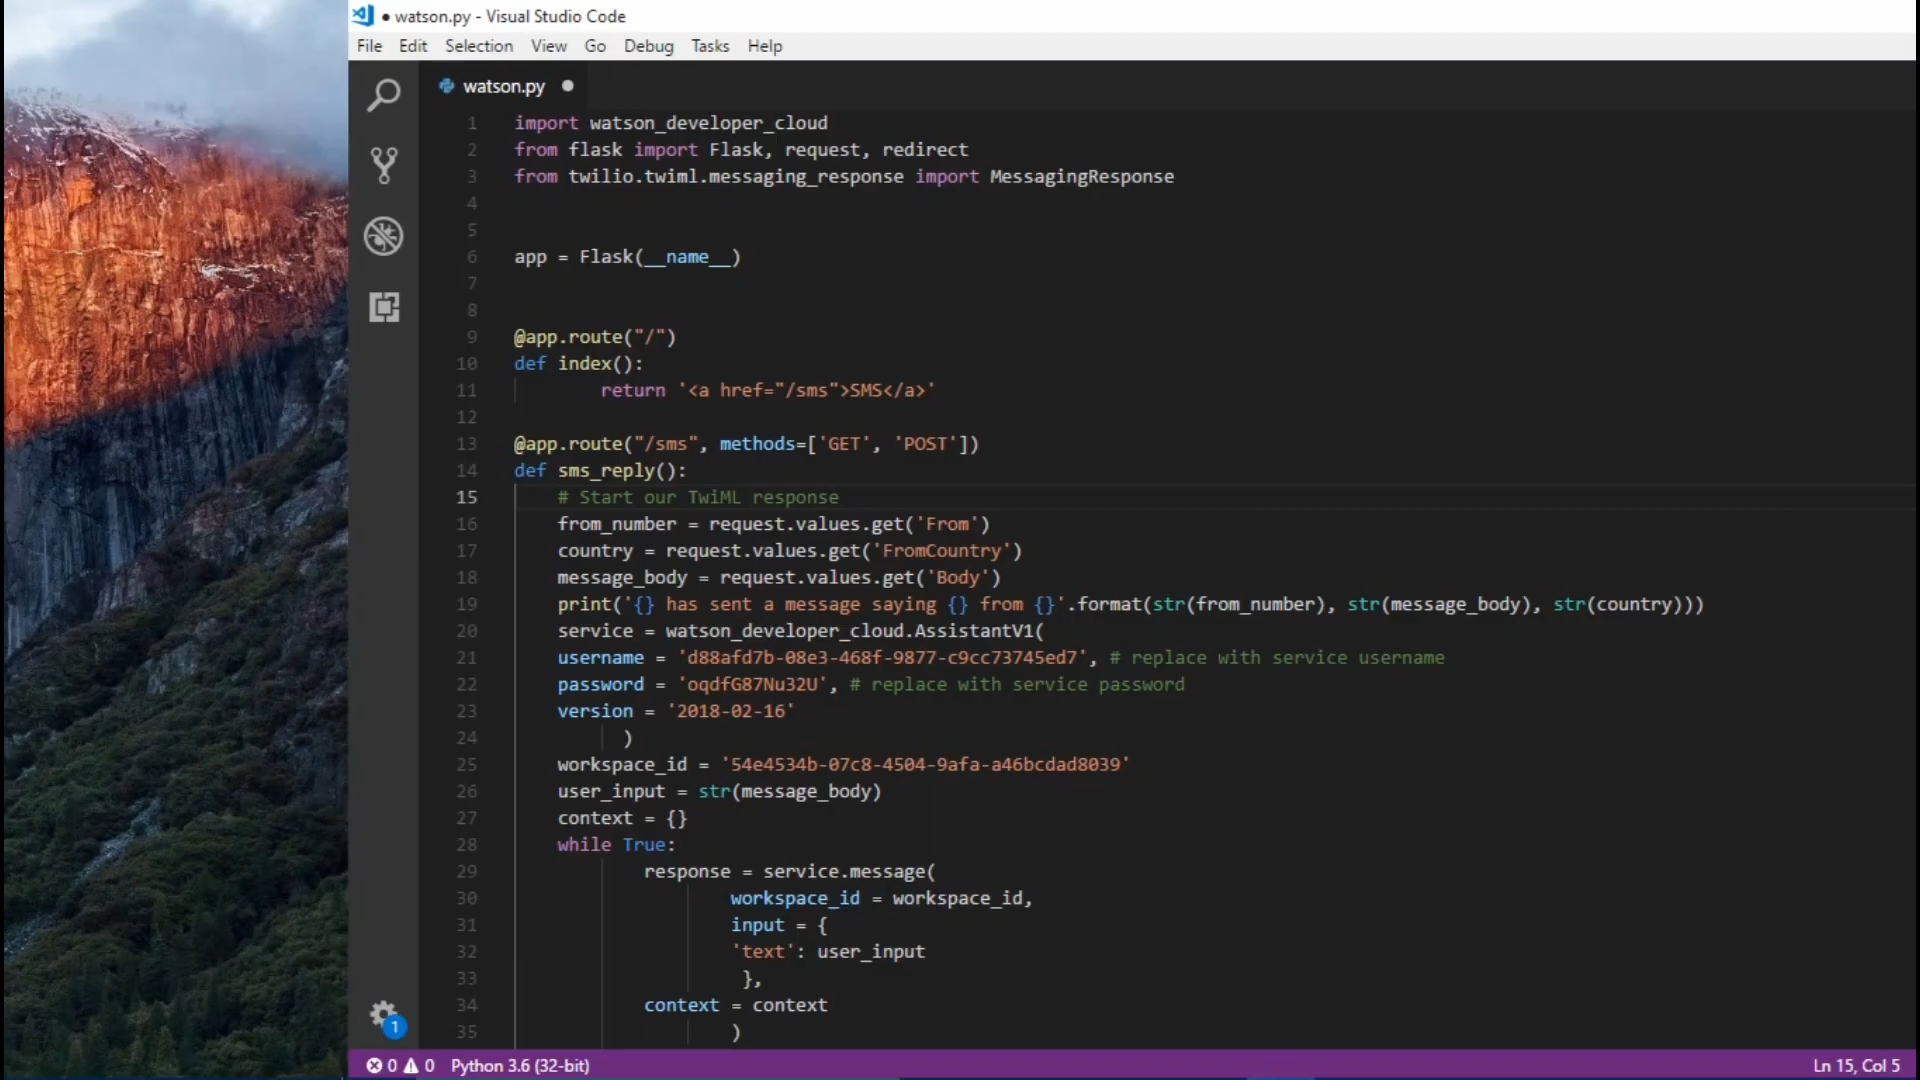 ● watson.py - Visual Studio Code
File Edit Selection View Go Debug Tasks Help
watson.py ●
1 import watson_developer_cloud
2 from flask import Flask, request, redirect
3 from twilio.twiml.messaging_response import MessagingResponse
4
5
6 app = Flask(__name__)
7
8
9 @app.route("/")
10 def index():
11 return '<a href="/sms">SMS</a>'
12
13 @app.route("/sms", methods=['GET', 'POST'])
14 def sms_reply():
15 # Start our TwiML response
16 from_number = request.values.get('From')
17 country = request.values.get('FromCountry')
18 message_body = request.values.get('Body')
19 print('{} has sent a message saying {} from {}'.format(str(from_number), str(message_body), str(country)))
20 service = watson_developer_cloud.AssistantV1(
21 username = 'd88afd7b-08e3-468f-9877-c9cc73745ed7', # replace with service username
22 password = 'oqdfG87Nu32U', # replace with service password
23 version = '2018-02-16'
24 )
25 workspace_id = '54e4534b-07c8-4504-9afa-a46bcdad8039'
26 user_input = str(message_body)
27 context = {}
28 while True:
29 response = service.message(
30 workspace_id = workspace_id,
31 input = {
32 'text': user_input
33 },
34 context = context
35 )
1
0 0 Python 3.6 (32-bit) Ln 15, Col 5